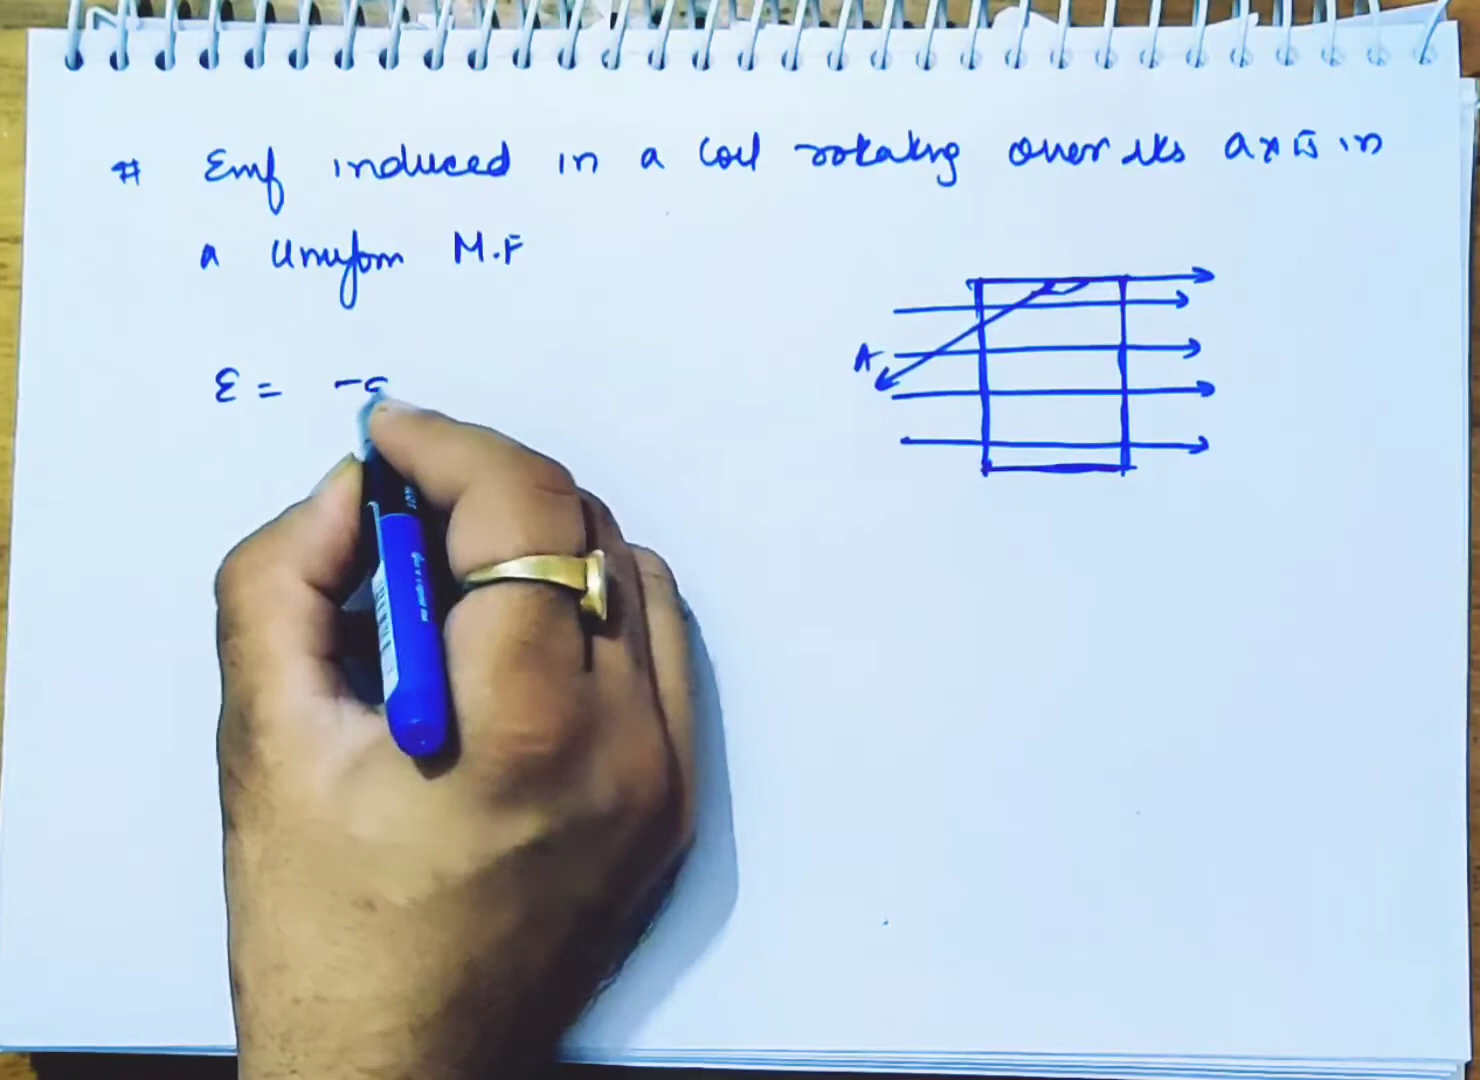 # Emf induced in a coil rotating over its axis in
a Uniform M.F
A
ε = -